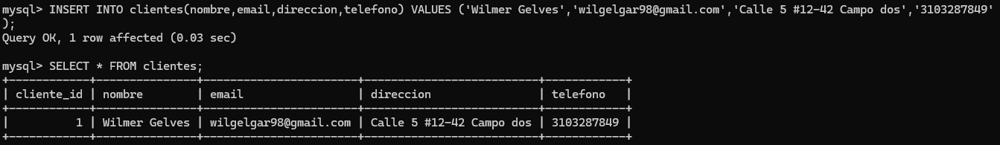 mysql> INSERT INTO clientes(nombre,email,direccion,telefono) VALUES ('Wilmer Gelves','wilgelgar98@gmail.com','Calle 5 #12-42 Campo dos','3103287849'
);
Query OK, 1 row affected (0.03 sec)

mysql> SELECT * FROM clientes;
+------------+---------------+-----------------------+--------------------------+------------+
| cliente_id | nombre        | email                 | direccion                | telefono   |
+------------+---------------+-----------------------+--------------------------+------------+
|          1 | Wilmer Gelves | wilgelgar98@gmail.com | Calle 5 #12-42 Campo dos | 3103287849 |
+------------+---------------+-----------------------+--------------------------+------------+